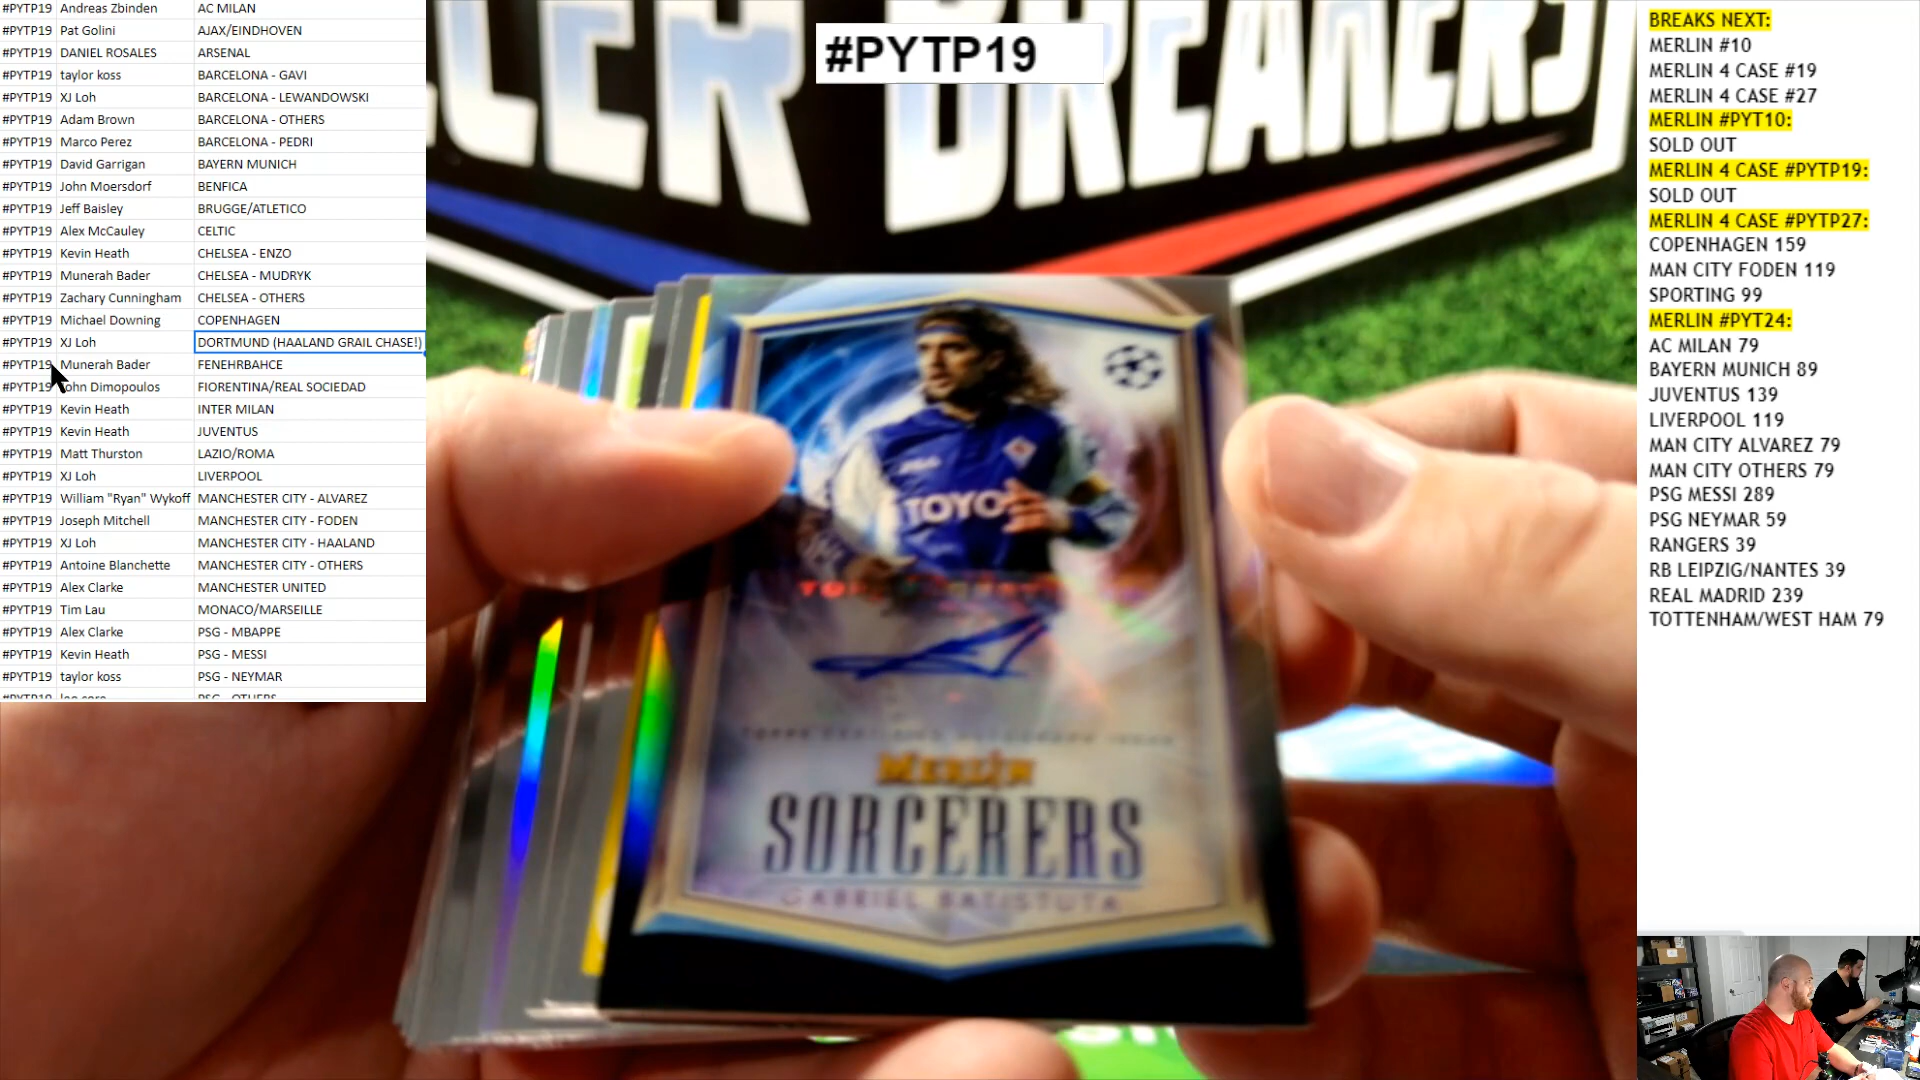 #PYTP19 Andreas Zbinden AC MILAN
#PYTP19 Pat Golini AJAX/EINDHOVEN
#PYTP19 DANIEL ROSALES ARSENAL
#PYTP19 taylor koss BARCELONA - GAVI
#PYTP19 XJ Loh BARCELONA - LEWANDOWSKI
#PYTP19 Adam Brown BARCELONA - OTHERS
#PYTP19 Marco Perez BARCELONA - PEDRI
#PYTP19 David Garrigan BAYERN MUNICH
#PYTP19 John Moersdorf BENFICA
#PYTP19 Jeff Baisley BRUGGE/ATLETICO
#PYTP19 Alex McCauley CELTIC
#PYTP19 Kevin Heath CHELSEA - ENZO
#PYTP19 Munerah Bader CHELSEA - MUDRYK
#PYTP19 Zachary Cunningham CHELSEA - OTHERS
#PYTP19 Michael Downing COPENHAGEN
#PYTP19 XJ Loh DORTMUND (HAALAND GRAIL CHASE!)
#PYTP19 Munerah Bader FENEHRBAHCE
#PYTP19 John Dimopoulos FIORENTINA/REAL SOCIEDAD
#PYTP19 Kevin Heath INTER MILAN
#PYTP19 Kevin Heath JUVENTUS
#PYTP19 Matt Thurston LAZIO/ROMA
#PYTP19 XJ Loh LIVERPOOL
#PYTP19 William "Ryan" Wykoff MANCHESTER CITY - ALVAREZ
#PYTP19 Joseph Mitchell MANCHESTER CITY - FODEN
#PYTP19 XJ Loh MANCHESTER CITY - HAALAND
#PYTP19 Antoine Blanchette MANCHESTER CITY - OTHERS
#PYTP19 Alex Clarke MANCHESTER UNITED
#PYTP19 Tim Lau MONACO/MARSEILLE
#PYTP19 Alex Clarke PSG - MBAPPE
#PYTP19 Kevin Heath PSG - MESSI
#PYTP19 taylor koss PSG - NEYMAR
#PYTP19 PSG - OTHERS
#PYTP19
BREAKERS
TOYO
MERLIN
SORCERERS
GABRIEL BATISTUTA
BREAKS NEXT:
MERLIN #10
MERLIN 4 CASE #19
MERLIN 4 CASE #27
MERLIN #PYT10:
SOLD OUT
MERLIN 4 CASE #PYTP19:
SOLD OUT
MERLIN 4 CASE #PYTP27:
COPENHAGEN 159
MAN CITY FODEN 119
SPORTING 99
MERLIN #PYT24:
AC MILAN 79
BAYERN MUNICH 89
JUVENTUS 139
LIVERPOOL 119
MAN CITY ALVAREZ 79
MAN CITY OTHERS 79
PSG MESSI 289
PSG NEYMAR 59
RANGERS 39
RB LEIPZIG/NANTES 39
REAL MADRID 239
TOTTENHAM/WEST HAM 79